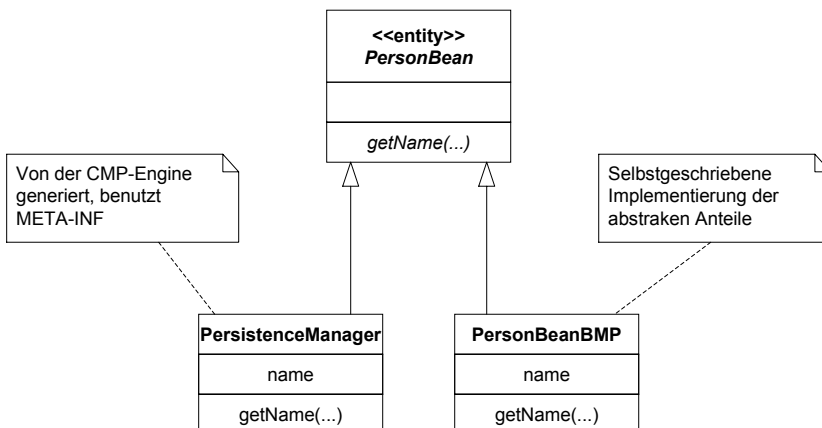 <<entity>>
PersonBean
getName(...)
Von der CMP-Engine
generiert, benutzt
META-INF
Selbstgeschriebene
Implementierung der
abstraken Anteile
PersistenceManager
name
getName(...)
PersonBeanBMP
name
getName(...)